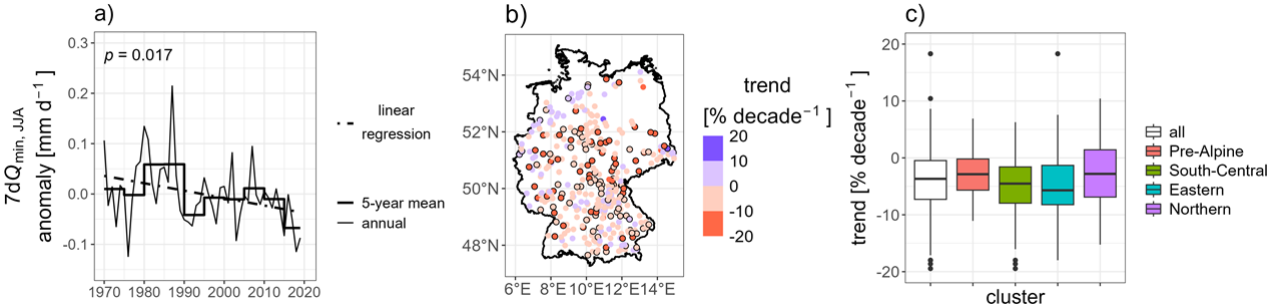 a)
7dQmin, JJA
anomaly [mm d−1 ]
0.3
0.2
0.1
0.0
-0.1
p = 0.017
1970 1980 1990 2000 2010 2020
linear
regression
5-year mean
annual
b)
54°N
52°N
50°N
48°N
6°E 8°E 10°E 12°E 14°E
trend
[% decade−1 ]
20
10
0
-10
-20
c)
trend [% decade−1 ]
20
10
0
-10
-20
cluster
all
Pre-Alpine
South-Central
Eastern
Northern